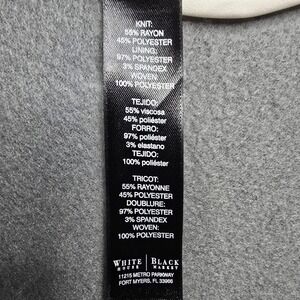 KNIT:
55% RAYON
45% POLYESTER
LINING:
97% POLYESTER
3% SPANDEX
WOVEN:
100% POLYESTER
TEJIDO:
55% viscosa
45% poliéster
FORRO:
97% poliéster
3% elastano
TEJIDO:
100% poliéster
TRICOT:
55% RAYONNE
45% POLYESTER
DOUBLURE:
97% POLYESTER
3% SPANDEX
WOVEN:
100% POLYESTER
WHITE | BLACK
HOUSE MARKET
11215 METRO PARKWAY
FORT MYERS, FL 33966